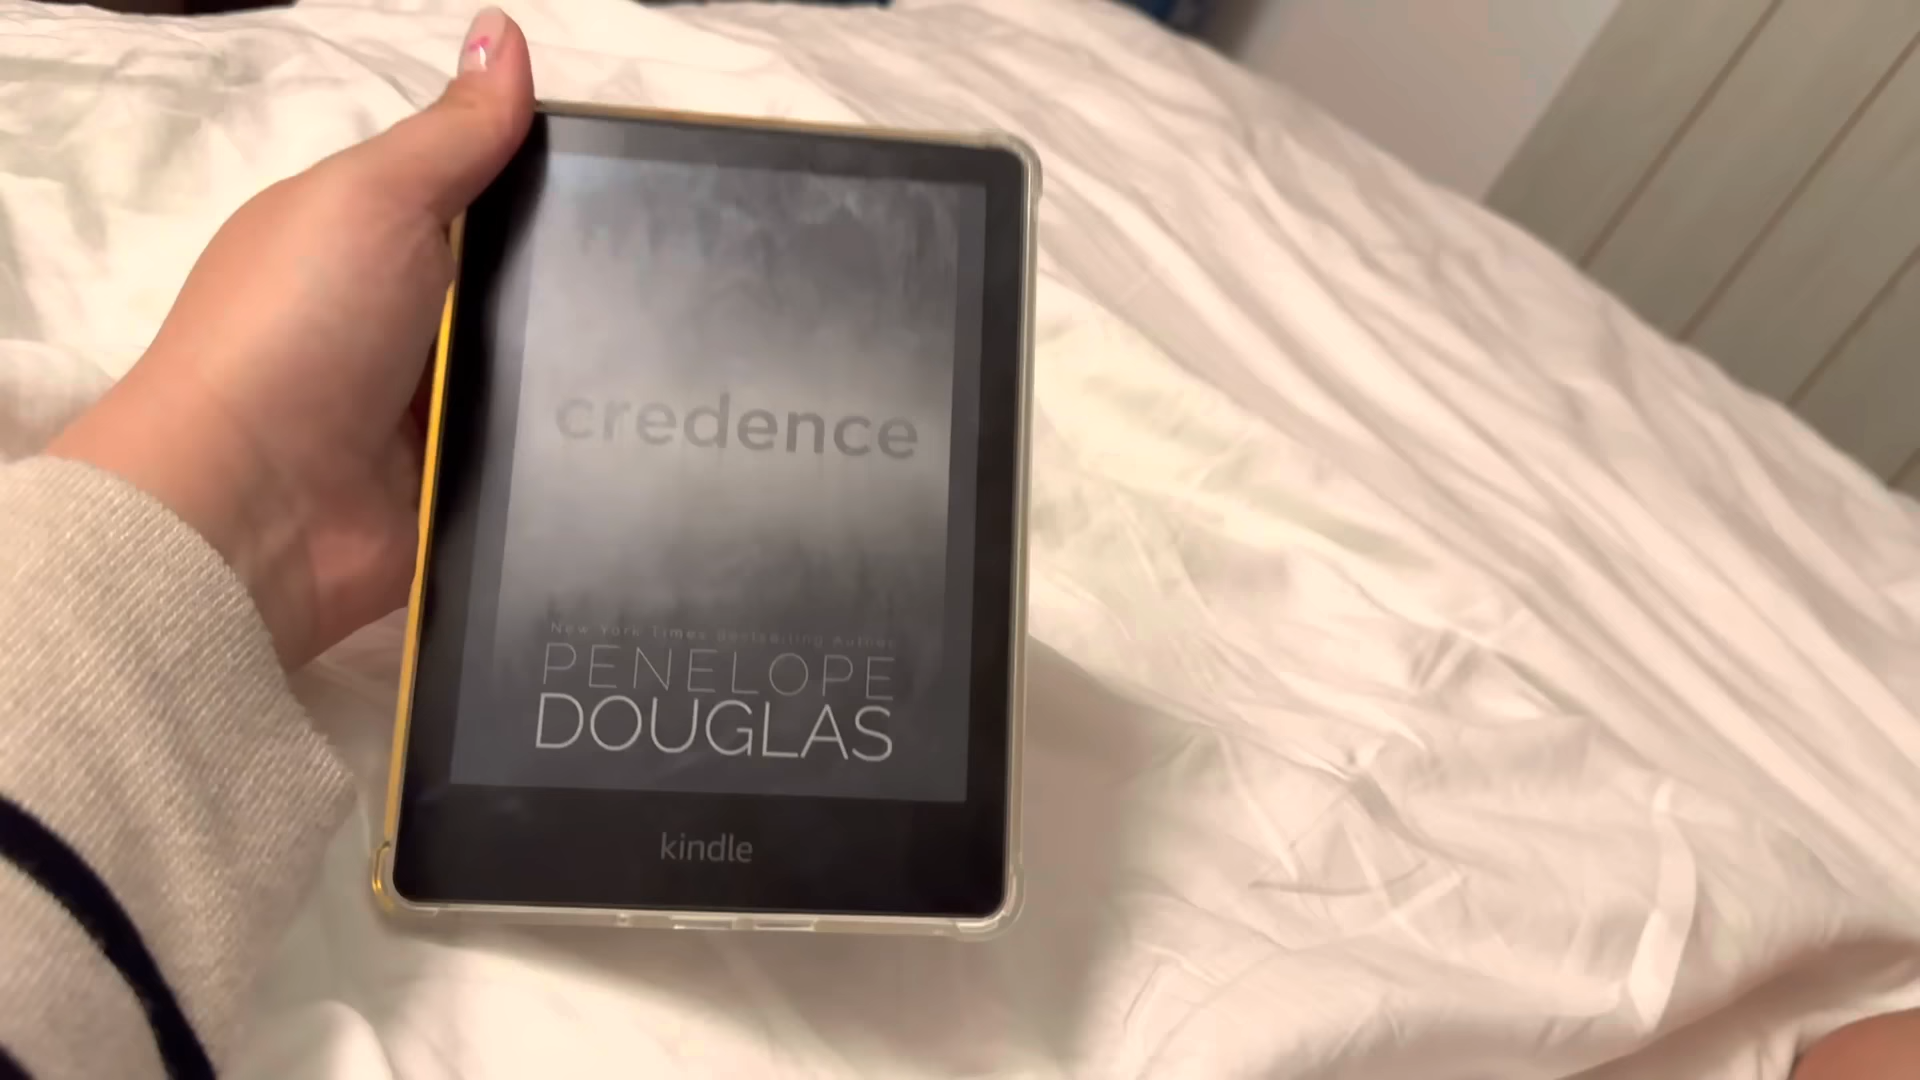 credence
New York Times Bestselling Author
PENELOPE
DOUGLAS
kindle